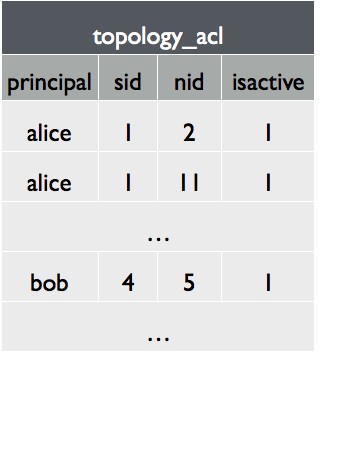 topology_acl
principal sid nid isactive
alice 1 2 1
alice 1 11 1
...
bob 4 5 1
...